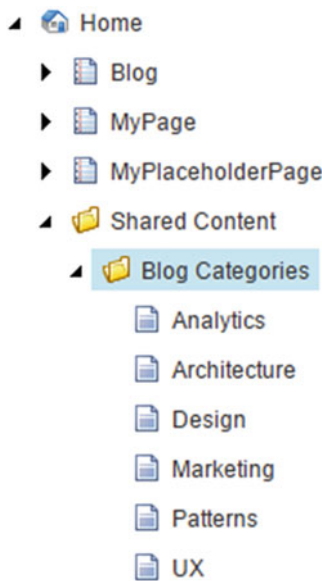 Home
Blog
MyPage
MyPlaceholderPage
Shared Content
Blog Categories
Analytics
Architecture
Design
Marketing
Patterns
UX